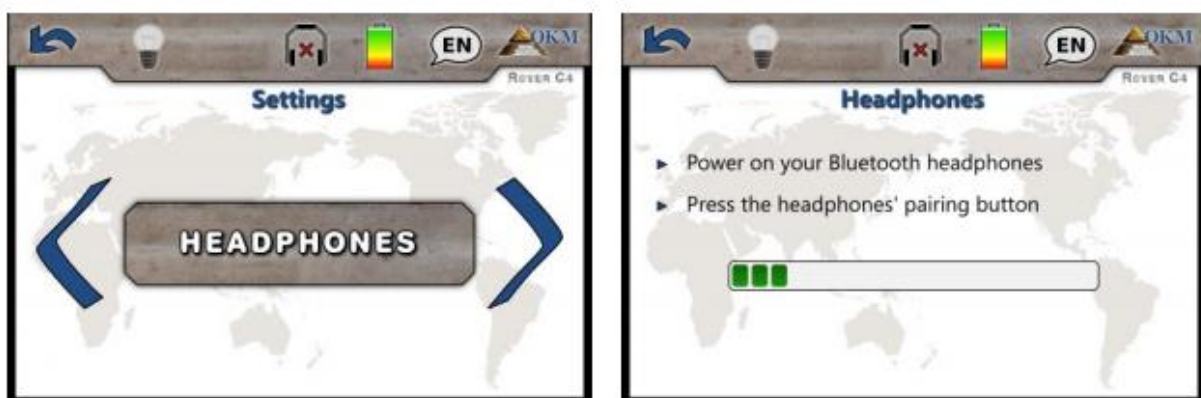 EN
OKM
ROVER C4
Settings
HEADPHONES
EN
OKM
ROVER C4
Headphones
Power on your Bluetooth headphones
Press the headphones' pairing button